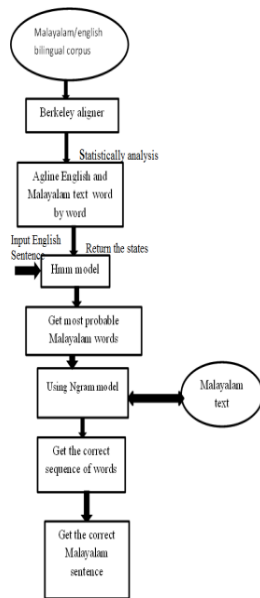 Malayalam/english
bilingual corpus
Berkeley aligner
Statistically analysis
Agline English and
Malayalam text word
by word
Input English
Sentence
Return the states
Hmm model
Get most probable
Malayalam words
Using Ngram model
Malayalam
text
Get the correct
sequence of words
Get the correct
Malayalam
sentence